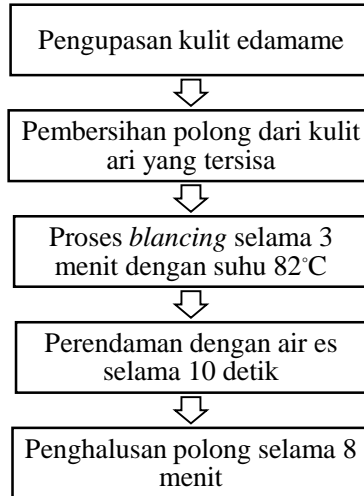 Pengupasan kulit edamame
Pembersihan polong dari kulit
ari yang tersisa
Proses blancing selama 3
menit dengan suhu 82°C
Perendaman dengan air es
selama 10 detik
Penghalusan polong selama 8
menit